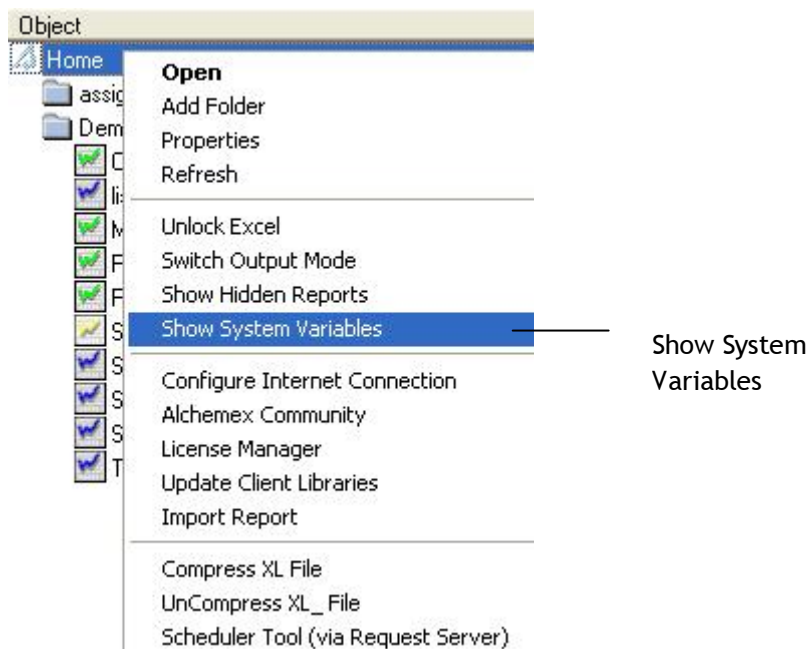 Object
Home
Open
Add Folder
Properties
Refresh
Unlock Excel
Switch Output Mode
Show Hidden Reports
Show System Variables
Configure Internet Connection
Alchemex Community
License Manager
Update Client Libraries
Import Report
Compress XL File
UnCompress XL_ File
Scheduler Tool (via Request Server)
Show System
Variables